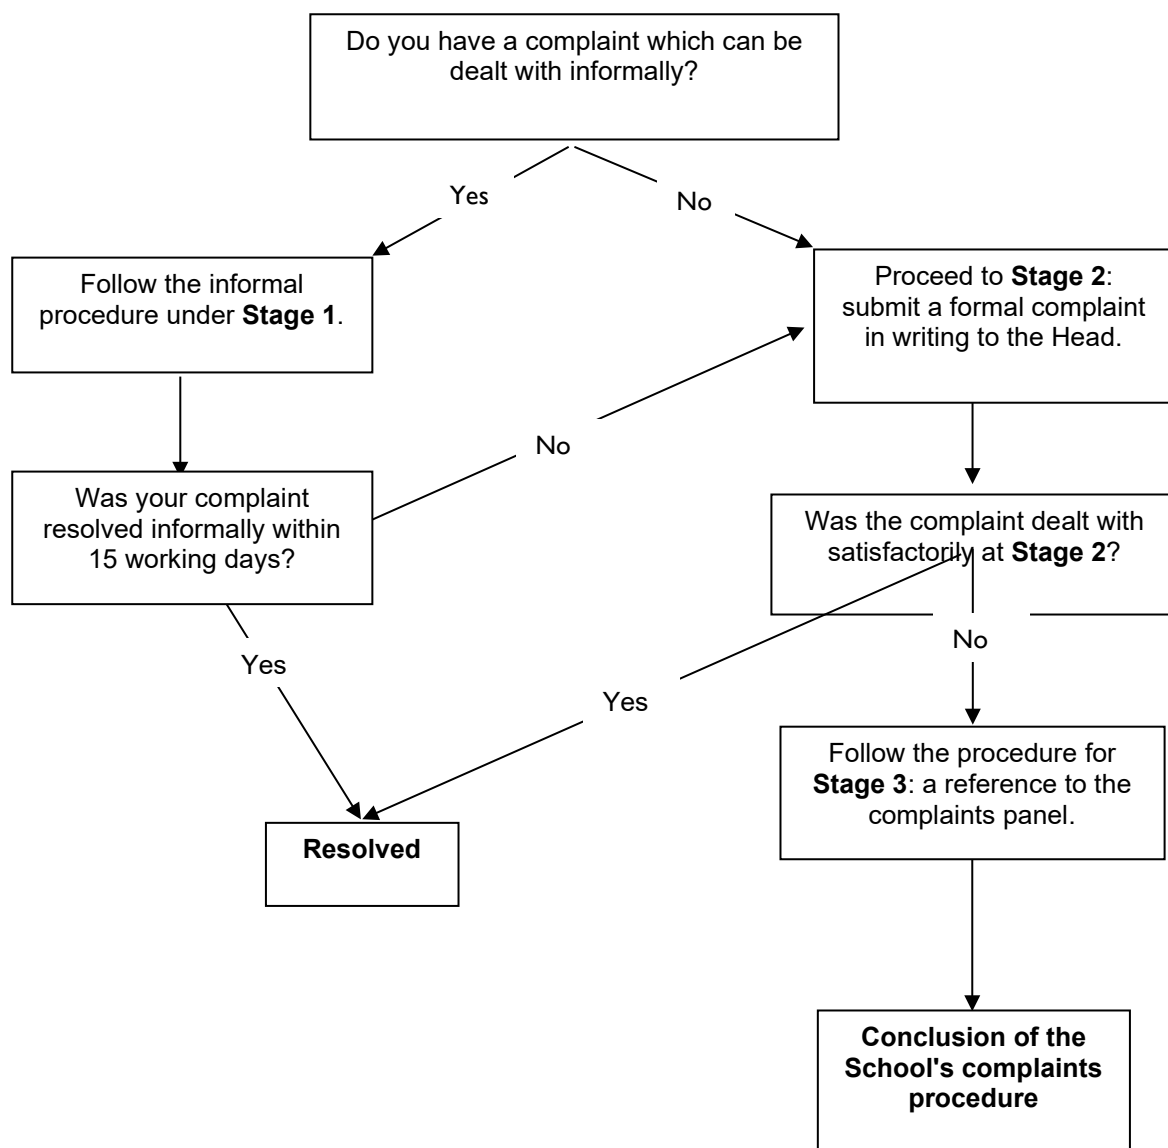 Do you have a complaint which can be
dealt with informally?
Yes
No
Follow the informal
procedure under Stage 1.
Proceed to Stage 2:
submit a formal complaint
in writing to the Head.
No
Was your complaint
resolved informally within
15 working days?
Was the complaint dealt with
satisfactorily at Stage 2?
No
Yes
Yes
Follow the procedure for
Stage 3: a reference to the
complaints panel.
Resolved
Conclusion of the
School's complaints
procedure